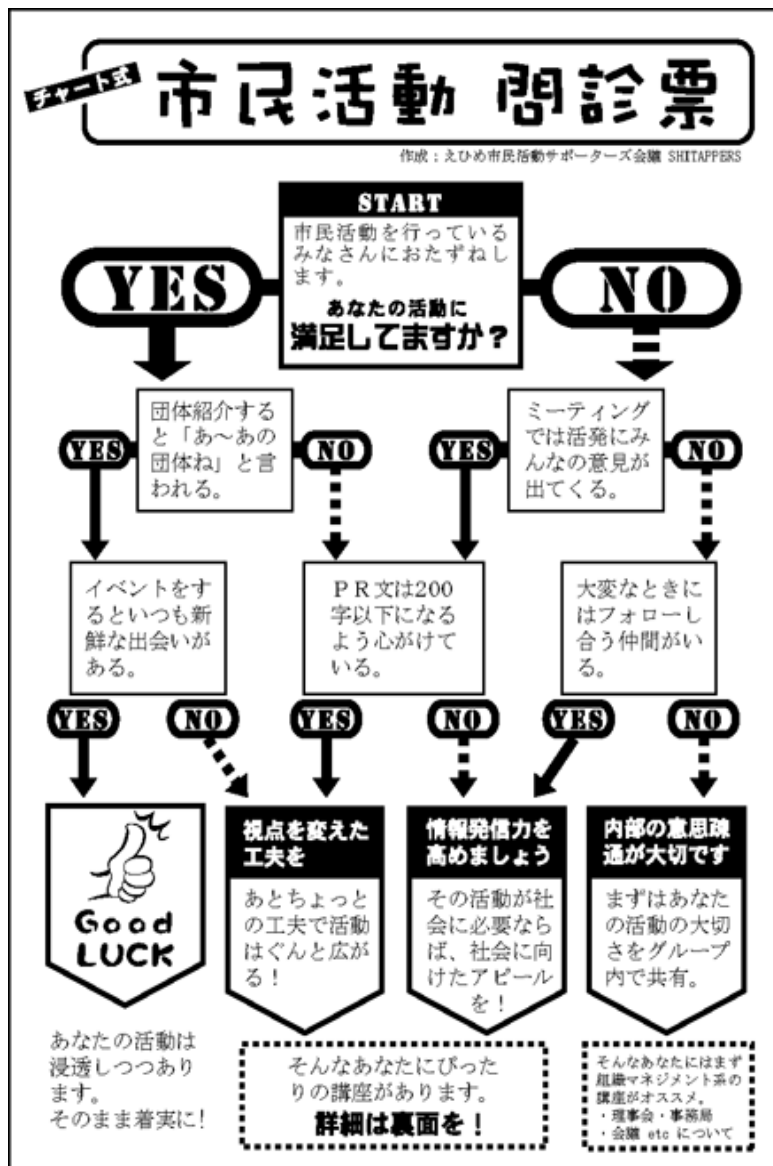 チャート式
市民活動 問診票
作成；えひめ市民活動サポーターズ会議 SHITAPPERS
START
市民活動を行っている
みなさんにおたずねし
ます。
あなたの活動に
満足してますか？
YES
NO
団体紹介する
と「あ～あの
団体ね」と言
われる。
YES
NO
ミーティング
では活発にみ
んなの意見が
出てくる。
YES
NO
イベントをす
るといつも新
鮮な出会いが
ある。
YES
NO
ＰＲ文は200
字以下になる
よう心がけて
いる。
YES
NO
大変なときに
はフォローし
合う仲間がい
る。
YES
NO
Good
LUCK
あなたの活動は
浸透しつつあり
ます。
そのまま着実に!
視点を変えた
工夫を
あとちょっと
の工夫で活動
はぐんと広が
る！
情報発信力を
高めましょう
その活動が社
会に必要なら
ば、社会に向
けたアピール
を！
内部の意思疎
通が大切です
まずはあなた
の活動の大切
さをグループ
内で共有。
そんなあなたにぴった
りの講座があります。
詳細は裏面を！
そんなあなたにはまず
組織マネジメント系の
講座がオススメ。
・理事会・事務局
・会議 etc について